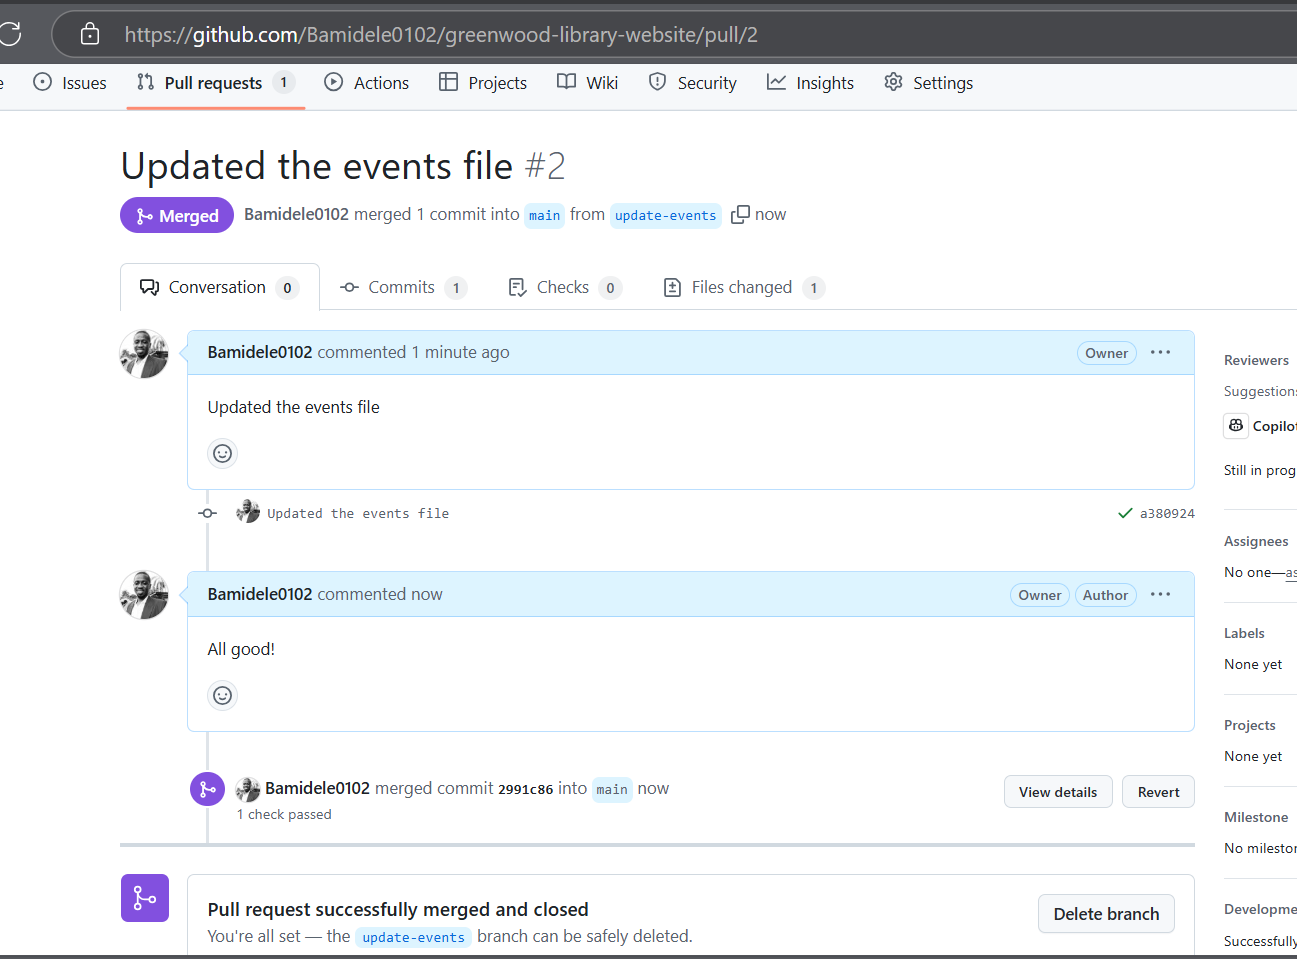 https://github.com/Bamidele0102/greenwood-library-website/pull/2
e Issues Pull requests 1 Actions Projects Wiki Security Insights Settings
Updated the events file #2
Merged Bamidele0102 merged 1 commit into main from update-events now
Conversation 0 Commits 1 Checks 0 Files changed 1
Bamidele0102 commented 1 minute ago Owner ...
Updated the events file
Updated the events file a380924
Bamidele0102 commented now Owner Author ...
All good!
Bamidele0102 merged commit 2991c86 into main now View details Revert
1 check passed
Pull request successfully merged and closed Delete branch
You're all set — the update-events branch can be safely deleted.
Reviewers
Suggestions
Copilot
Still in prog
Assignees
No one—as
Labels
None yet
Projects
None yet
Milestone
No mileston
Developme
Successfully